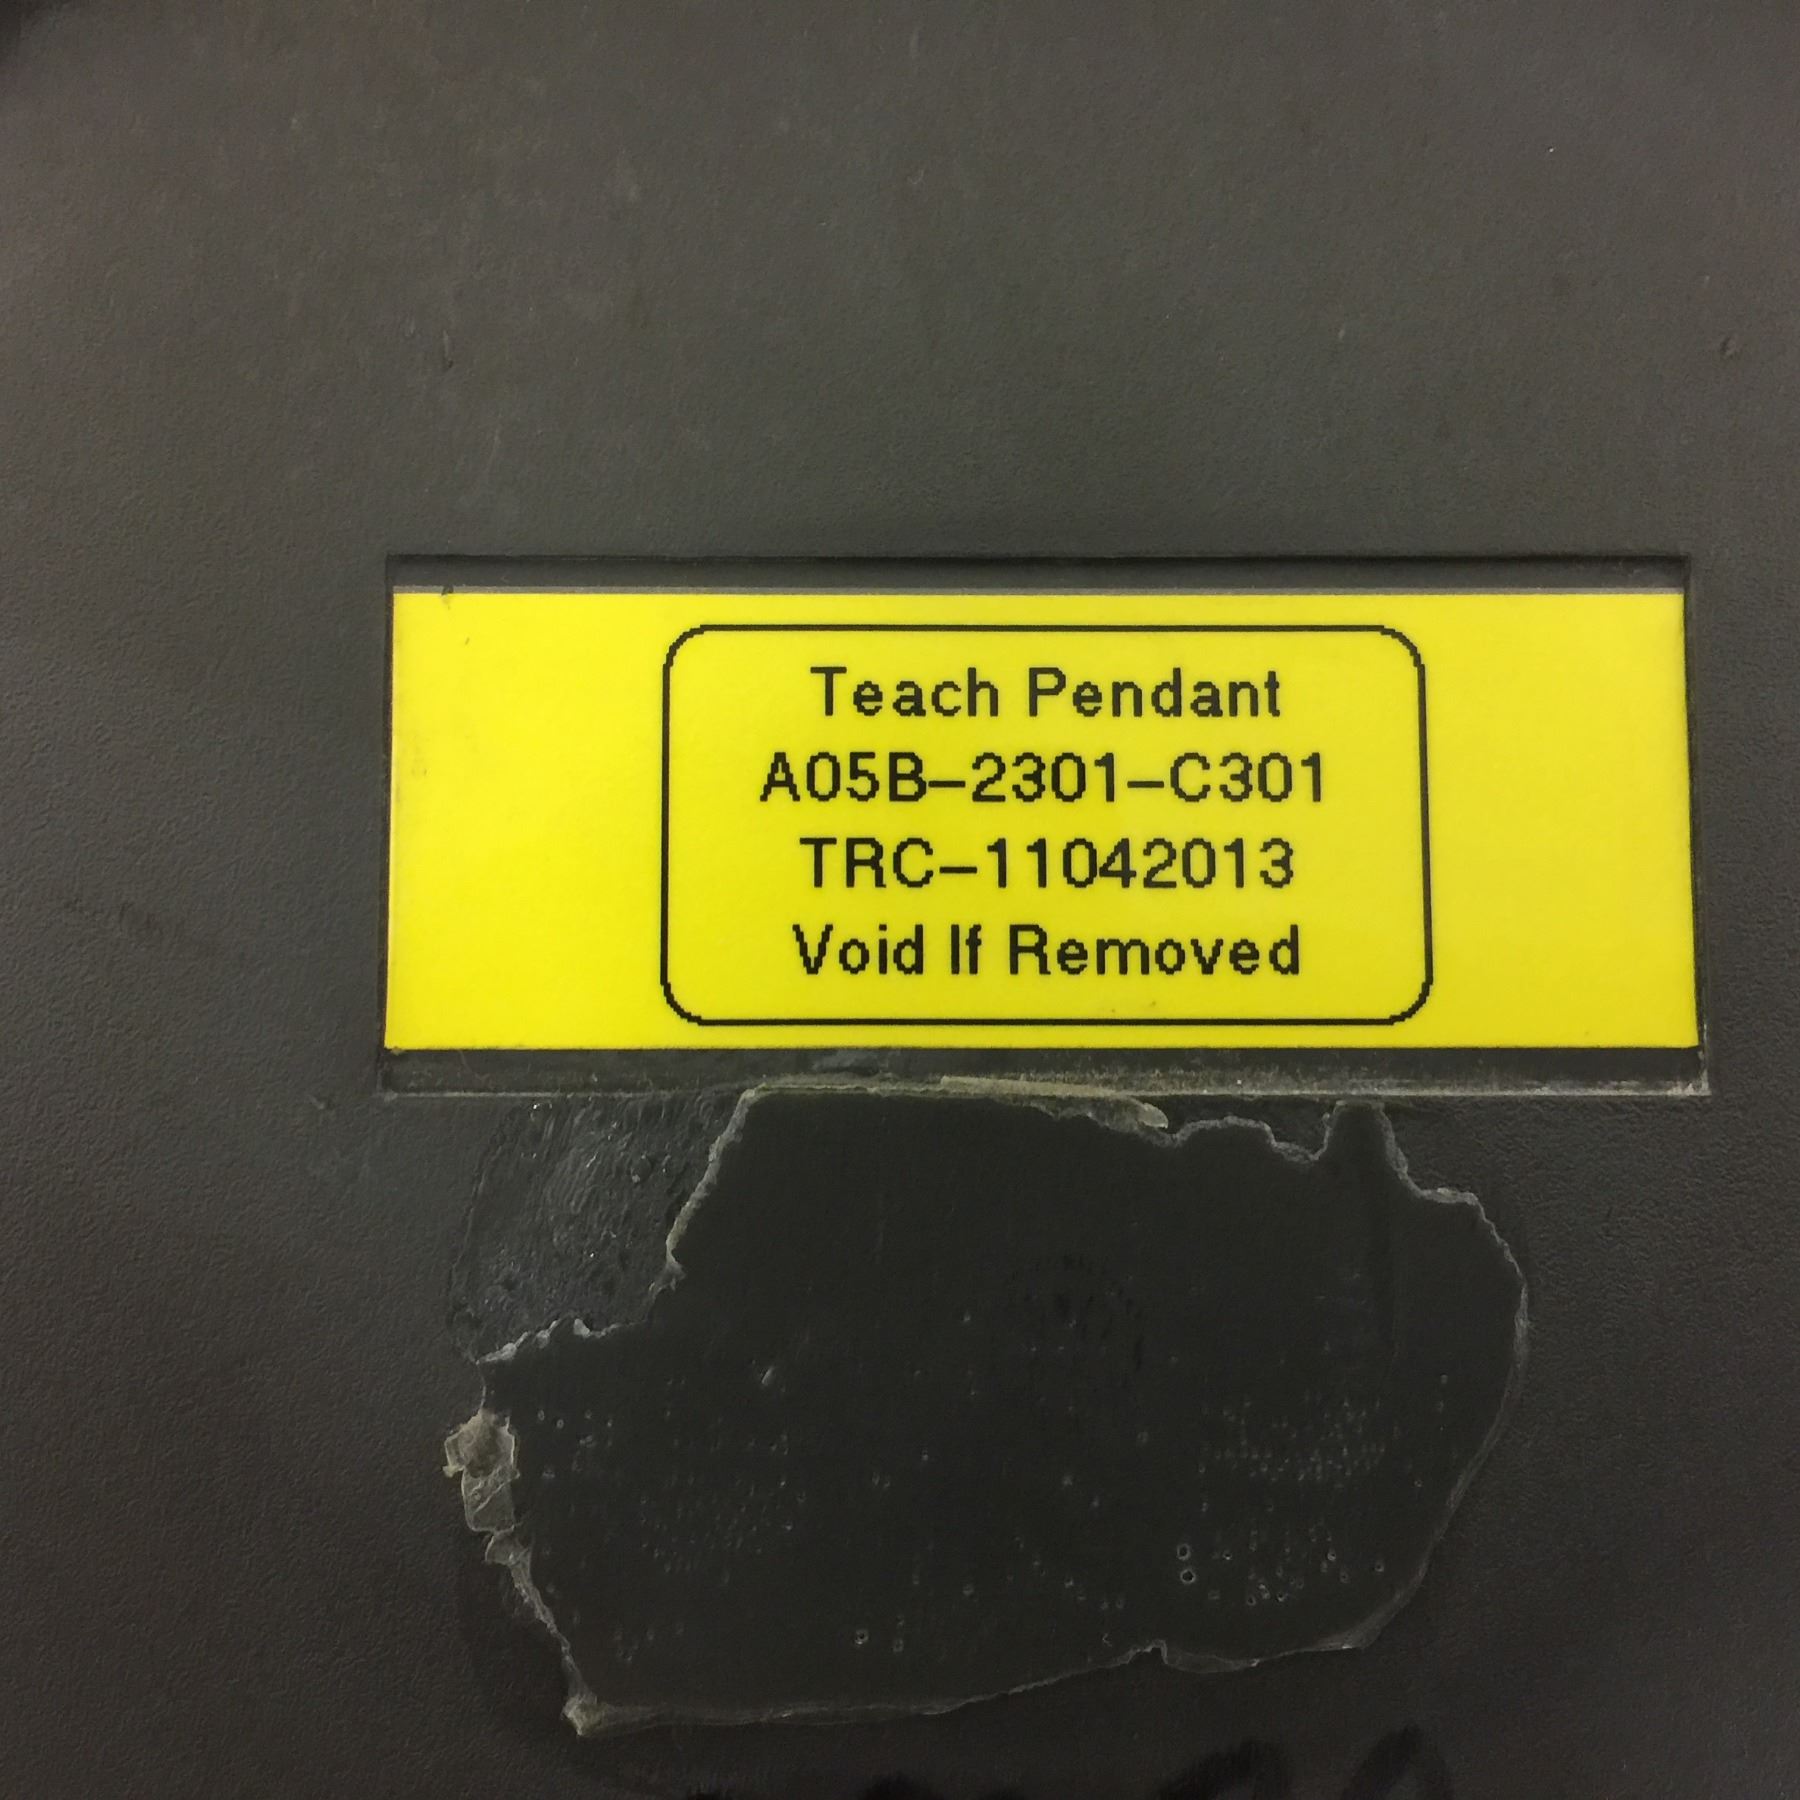 Teach Pendant
A05B-2301-C301
TRC-11042013
Void If Removed